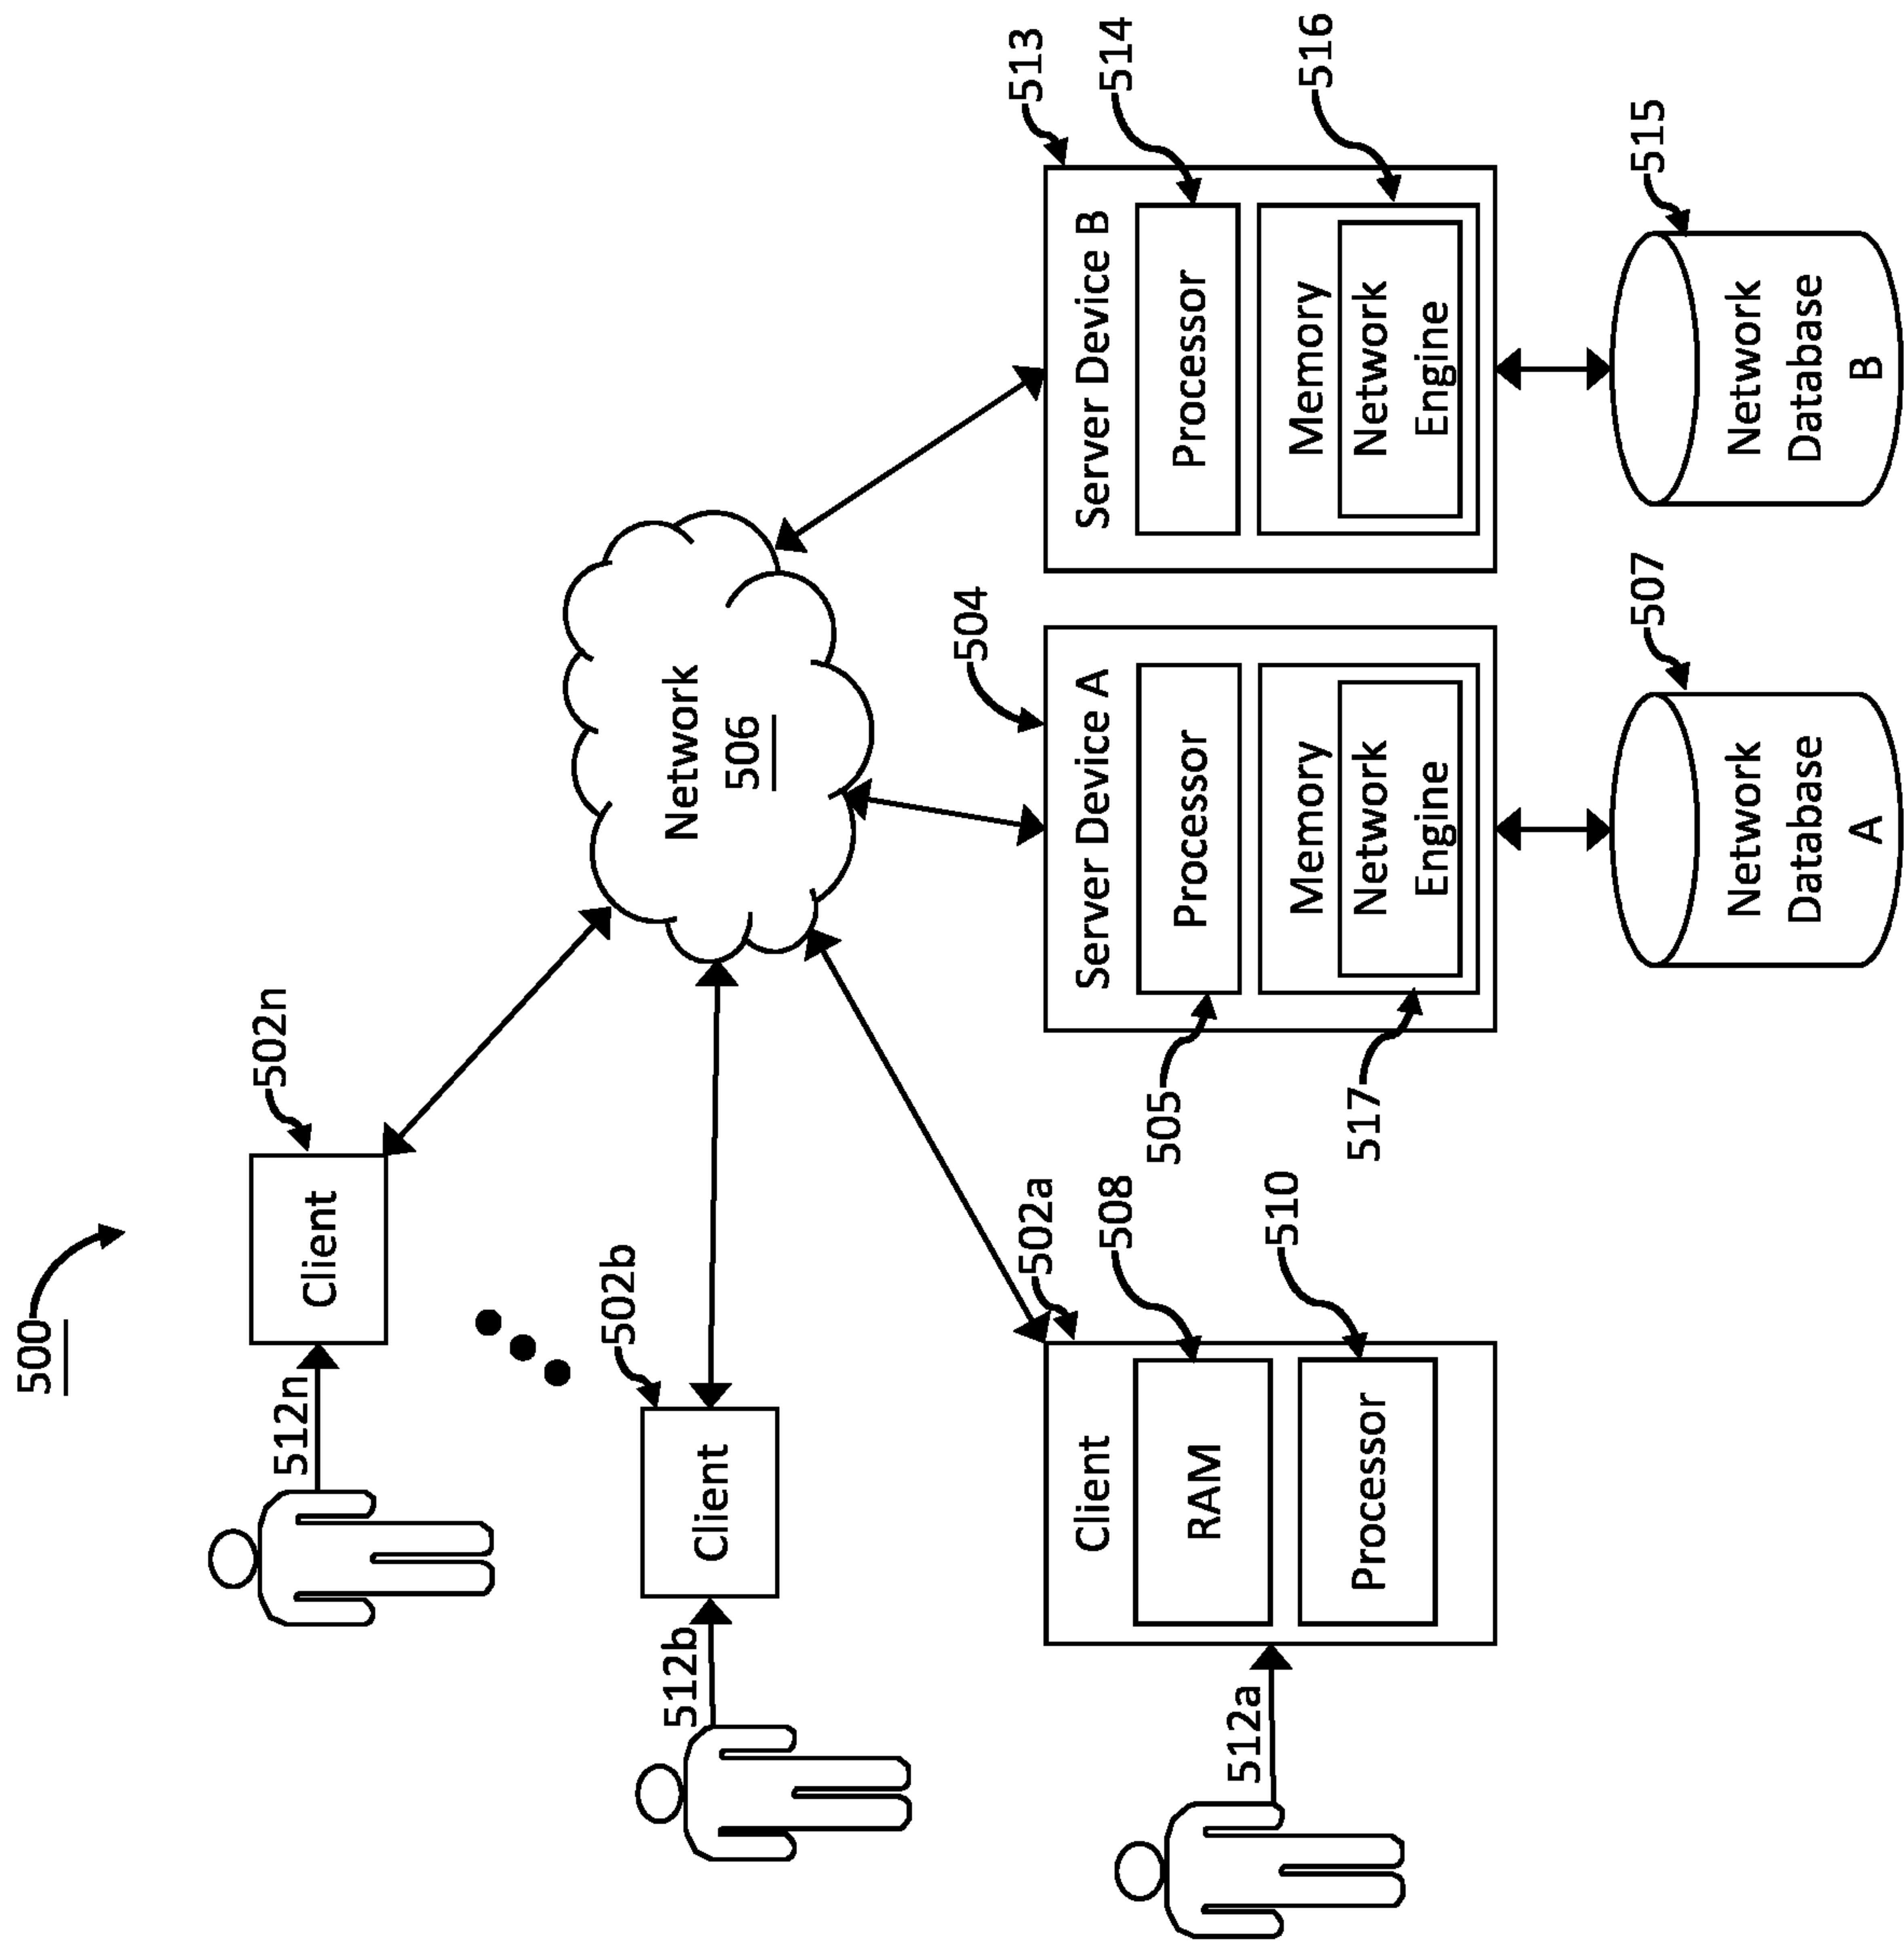 500
512n
Client
502n
512b
Client
502b
Network
506
512a
Client
502a
RAM
508
Processor
510
Server Device A
504
Processor
505
Memory
Network
Engine
517
Server Device B
513
Processor
514
Memory
516
Network
Engine
Network
Database
A
507
Network
Database
B
515